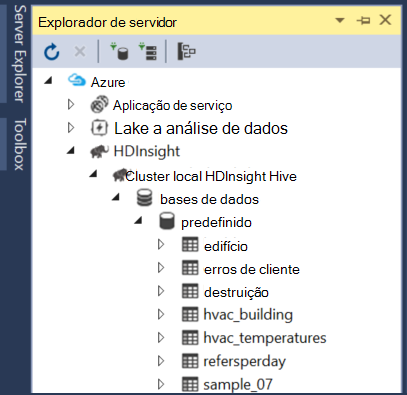 Server Explorer
Toolbox
Explorador de servidor
Azure
Aplicação de serviço
Lake a análise de dados
HDInsight
Cluster local HDInsight Hive
bases de dados
predefinido
edifício
erros de cliente
destruição
hvac_building
hvac_temperatures
refersperday
sample_07